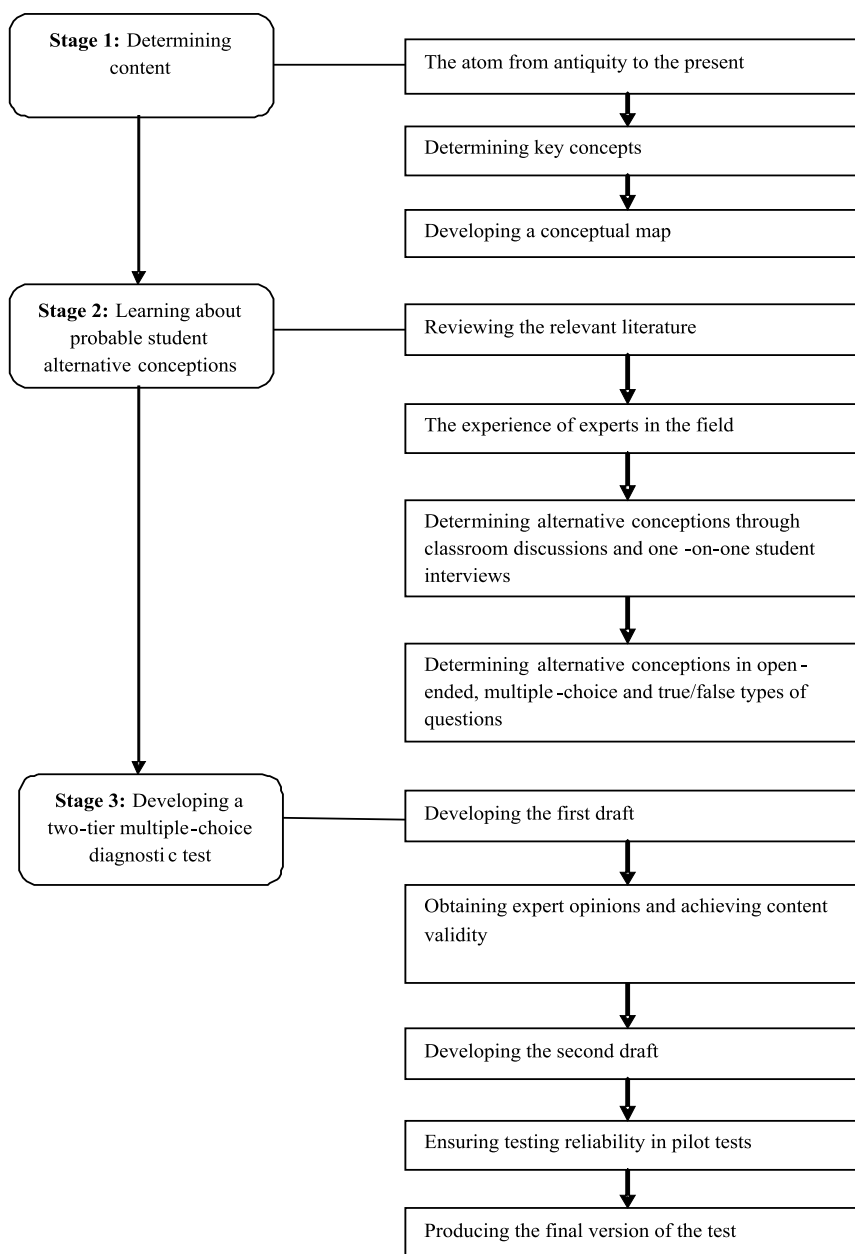 Stage 1: Determining
content
The atom from antiquity to the present
Determining key concepts
Developing a conceptual map
Stage 2: Learning about
probable student
alternative conceptions
Reviewing the relevant literature
The experience of experts in the field
Determining alternative conceptions through
classroom discussions and one -on-one student
interviews
Determining alternative conceptions in open-
ended, multiple-choice and true/false types of
questions
Stage 3: Developing a
two-tier multiple-choice
diagnostic test
Developing the first draft
Obtaining expert opinions and achieving content
validity
Developing the second draft
Ensuring testing reliability in pilot tests
Producing the final version of the test